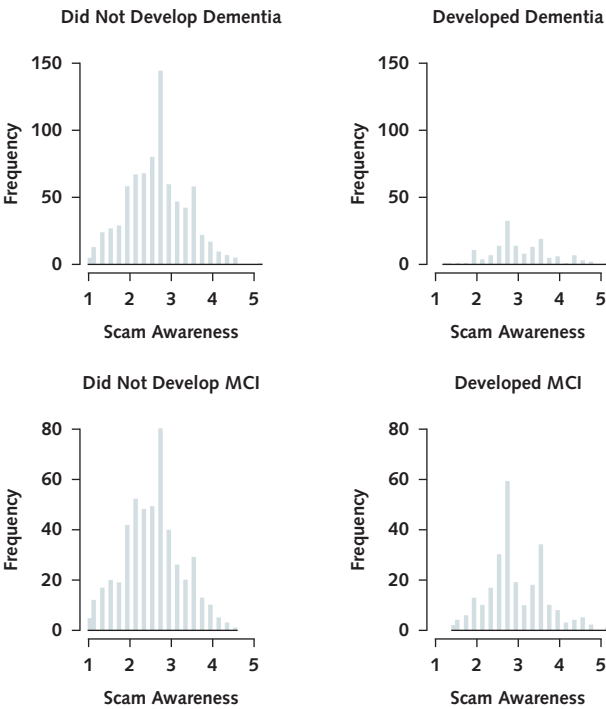 Did Not Develop Dementia
150
100
50
0
Frequency
1 2 3 4 5
Scam Awareness
Developed Dementia
150
100
50
0
Frequency
1 2 3 4 5
Scam Awareness
Did Not Develop MCI
80
60
40
20
0
Frequency
1 2 3 4 5
Scam Awareness
Developed MCI
80
60
40
20
0
Frequency
1 2 3 4 5
Scam Awareness